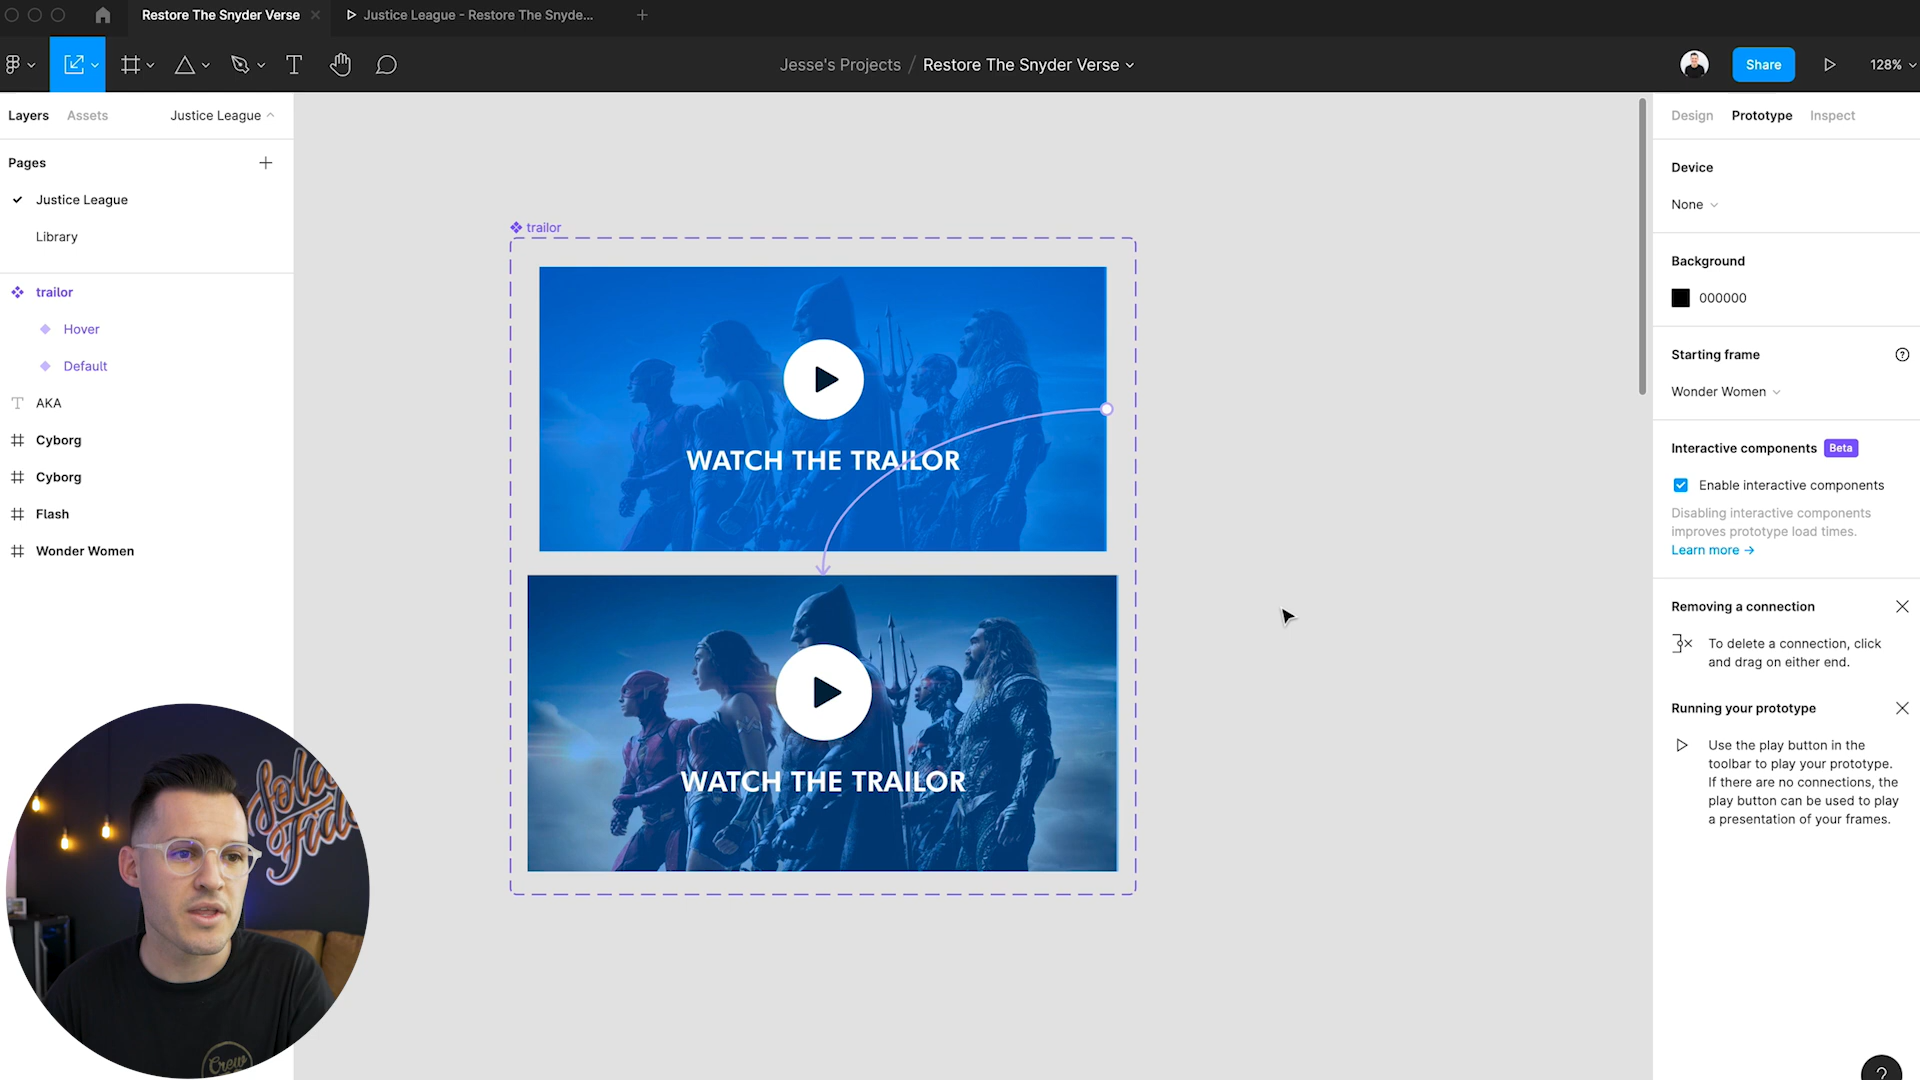 Restore The Snyder Verse
Justice League - Restore The Snyde...
Jesse's Projects / Restore The Snyder Verse
Share
128%
Layers
Assets
Justice League
Design
Prototype
Inspect
Pages
Justice League
Library
trailor
Hover
Default
AKA
Cyborg
Cyborg
Flash
Wonder Women
trailor
WATCH THE TRAILOR
WATCH THE TRAILOR
Device
None
Background
000000
Starting frame
?
Wonder Women
Interactive components
Beta
Enable interactive components
Disabling interactive components
improves prototype load times.
Learn more →
Removing a connection
To delete a connection, click
and drag on either end.
Running your prototype
Use the play button in the
toolbar to play your prototype.
If there are no connections, the
play button can be used to play
a presentation of your frames.
?
Crew